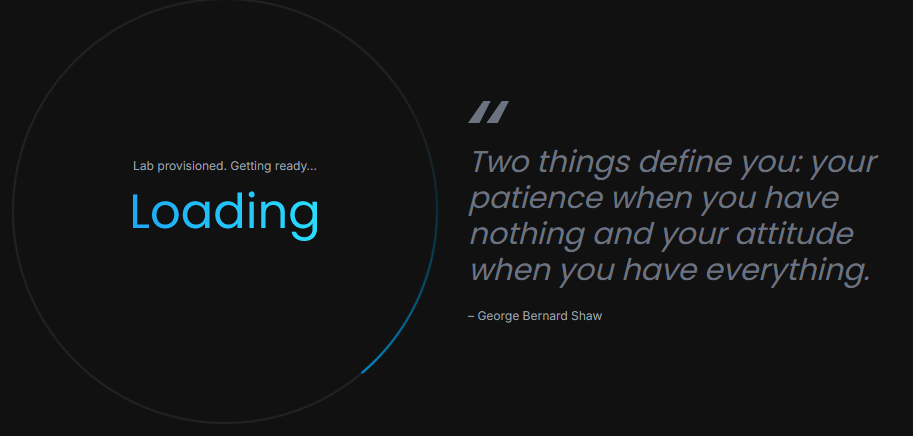 Lab provisioned. Getting ready...
Loading
“
Two things define you: your
patience when you have
nothing and your attitude
when you have everything.
– George Bernard Shaw